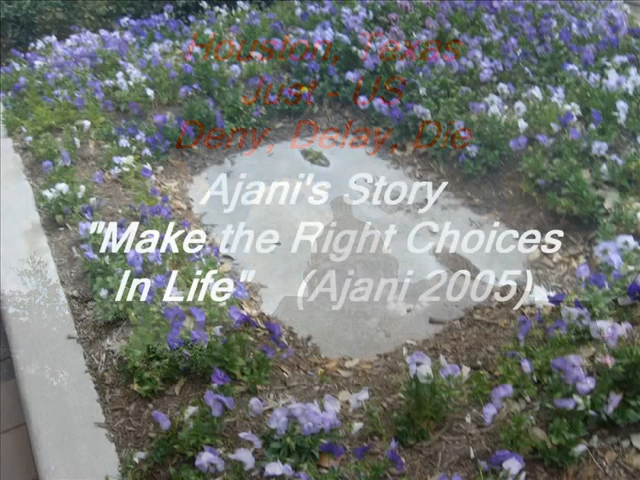 Houston, Texas
Just - US
Deny, Delay, Die
Ajani's Story
"Make the Right Choices
In Life"    (Ajani 2005)